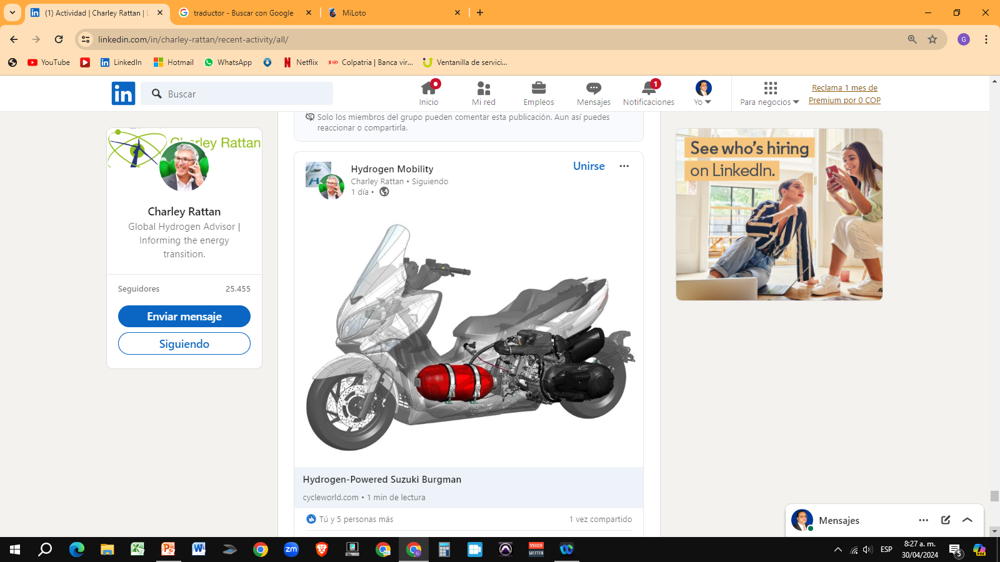 (1) Actividad | Charley Rattan | L
traductor - Buscar con Google
MiLoto
linkedin.com/in/charley-rattan/recent-activity/all/
G
YouTube
LinkedIn
Hotmail
WhatsApp
Netflix
Colpatria | Banca vir...
Ventanilla de servici...
in
Buscar
Inicio
Mi red
Empleos
Mensajes
1
Notificaciones
Yo
Para negocios
Reclama 1 mes de
Premium por 0 COP
Solo los miembros del grupo pueden comentar esta publicación. Aun así puedes
reaccionar o compartirla.
Charley Rattan
Charley Rattan
Global Hydrogen Advisor |
Informing the energy
transition.
Seguidores
25.455
Enviar mensaje
Siguiendo
Hydrogen Mobility
Charley Rattan • Siguiendo
1 día •
Unirse
Hydrogen-Powered Suzuki Burgman
cycleworld.com • 1 min de lectura
Tú y 5 personas más
1 vez compartido
See who's hiring
on LinkedIn.
Mensajes
zm
VOICE
MEETER
ESP
8:27 a. m.
30/04/2024
5
PRE